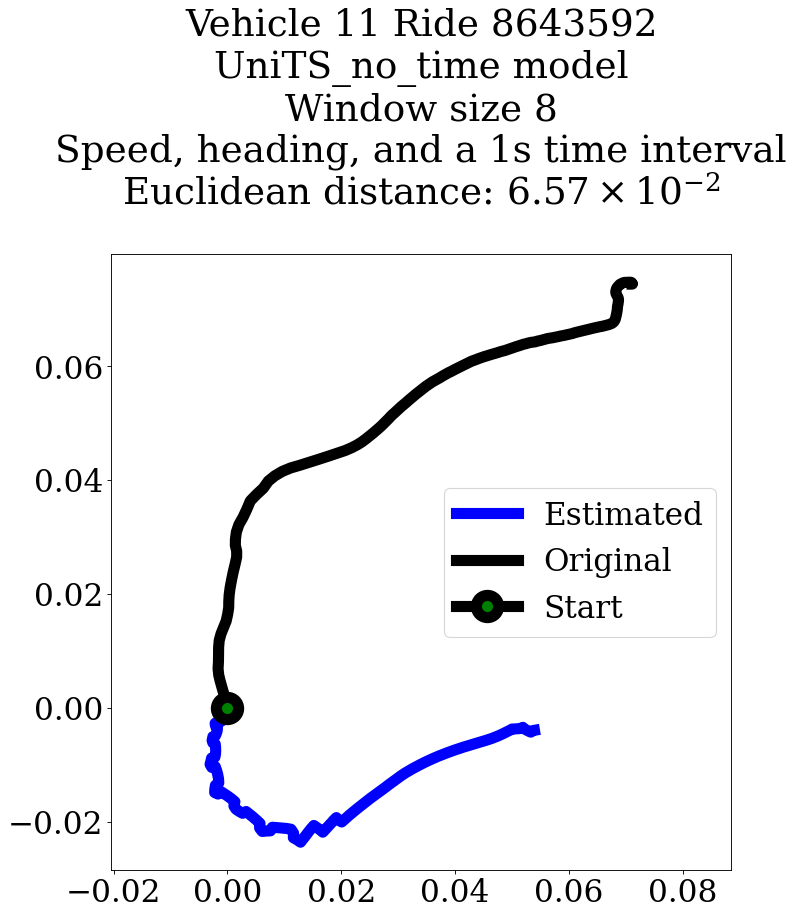 Vehicle 11 Ride 8643592
UniTS_no_time model
Window size 8
Speed, heading, and a 1s time interval
Euclidean distance: 6.57 × 10⁻²
0.06
0.04
Estimated
Original
0.02
Start
0.00
−0.02
−0.02 0.00 0.02 0.04 0.06 0.08